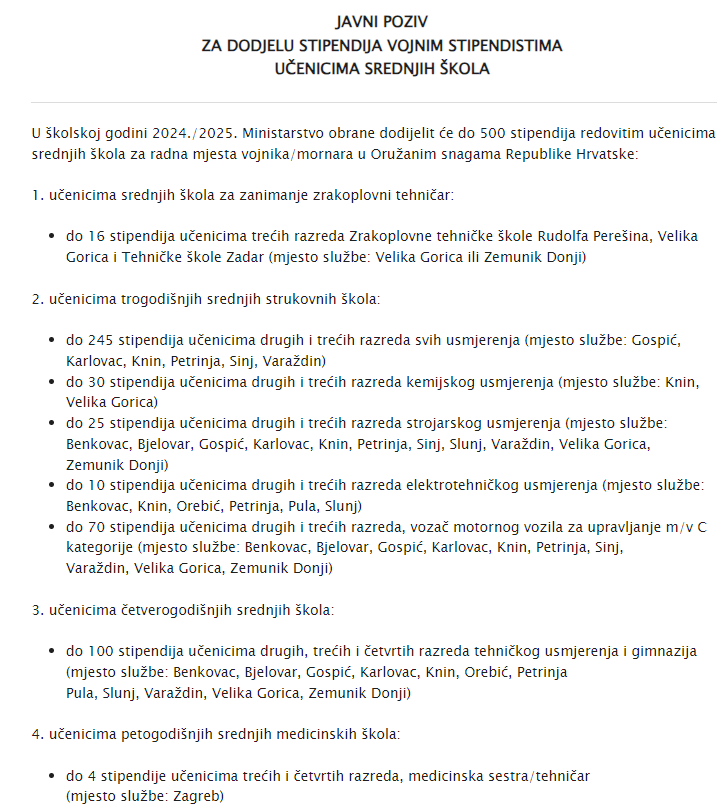 JAVNI POZIV
ZA DODJELU STIPENDIJA VOJNIM STIPENDISTIMA
UČENICIMA SREDNJIH ŠKOLA
U školskoj godini 2024./2025. Ministarstvo obrane dodijelit će do 500 stipendija redovitim učenicima
srednjih škola za radna mjesta vojnika/mornara u Oružanim snagama Republike Hrvatske:
1. učenicima srednjih škola za zanimanje zrakoplovni tehničar:
• do 16 stipendija učenicima trećih razreda Zrakoplovne tehničke škole Rudolfa Perešina, Velika
Gorica i Tehničke škole Zadar (mjesto službe: Velika Gorica ili Zemunik Donji)
2. učenicima trogodišnjih srednjih strukovnih škola:
• do 245 stipendija učenicima drugih i trećih razreda svih usmjerenja (mjesto službe: Gospić,
Karlovac, Knin, Petrinja, Sinj, Varaždin)
• do 30 stipendija učenicima drugih i trećih razreda kemijskog usmjerenja (mjesto službe: Knin,
Velika Gorica)
• do 25 stipendija učenicima drugih i trećih razreda strojarskog usmjerenja (mjesto službe:
Benkovac, Bjelovar, Gospić, Karlovac, Knin, Petrinja, Sinj, Slunj, Varaždin, Velika Gorica,
Zemunik Donji)
• do 10 stipendija učenicima drugih i trećih razreda elektrotehničkog usmjerenja (mjesto službe:
Benkovac, Knin, Orebić, Petrinja, Pula, Slunj)
• do 70 stipendija učenicima drugih i trećih razreda, vozač motornog vozila za upravljanje m/v C
kategorije (mjesto službe: Benkovac, Bjelovar, Gospić, Karlovac, Knin, Petrinja, Sinj,
Varaždin, Velika Gorica, Zemunik Donji)
3. učenicima četverogodišnjih srednjih škola:
• do 100 stipendija učenicima drugih, trećih i četvrtih razreda tehničkog usmjerenja i gimnazija
(mjesto službe: Benkovac, Bjelovar, Gospić, Karlovac, Knin, Orebić, Petrinja
Pula, Slunj, Varaždin, Velika Gorica, Zemunik Donji)
4. učenicima petogodišnjih srednjih medicinskih škola:
• do 4 stipendije učenicima trećih i četvrtih razreda, medicinska sestra/tehničar
(mjesto službe: Zagreb)